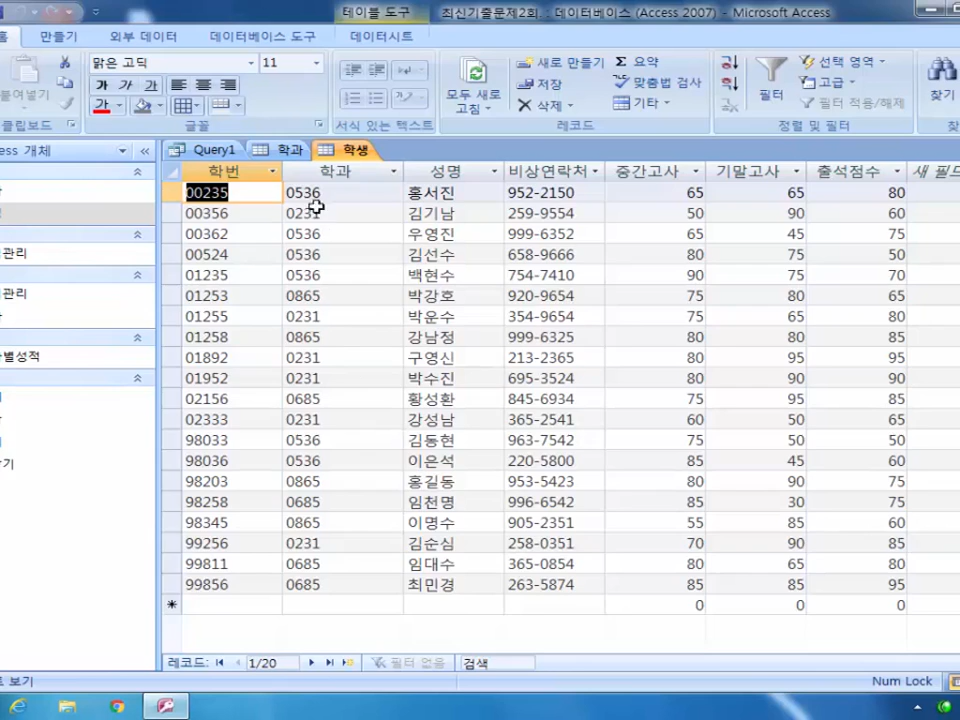 테이블 도구 최신기출문제2회. : 데이터베이스 (Access 2007) - Microsoft Access
홈 만들기 외부 데이터 데이터베이스 도구 데이터시트
붙여넣기 맑은 고딕 11 모두 새로 고침 새로 만들기 요약 필터 선택 영역 찾기
가 가 가 저장 맞춤법 검사 고급
가 삭제 기타 필터 적용/해제
클립보드 글꼴 서식 있는 텍스트 레코드 정렬 및 필터 찾
ess 개체 Query1 학과 학생
학번 학과 성명 비상연락처 중간고사 기말고사 출석점수 새 필드
00235 0536 홍서진 952-2150 65 65 80
00356 0231 김기남 259-9554 50 90 60
00362 0536 우영진 999-6352 65 45 75
관리
00524 0536 김선수 658-9666 80 75 50
01235 0536 백현수 754-7410 90 75 70
관리
01253 0865 박강호 920-9654 75 80 65
01255 0231 박운수 354-9654 75 65 80
01258 0865 강남정 999-6325 80 80 85
별성적
01892 0231 구영신 213-2365 80 95 95
01952 0231 박수진 695-3524 80 90 90
02156 0685 황성환 845-6934 75 95 85
02333 0231 강성남 365-2541 60 50 65
98033 0536 김동현 963-7542 75 50 50
98036 0536 이은석 220-5800 85 45 60
기
98203 0865 홍길동 953-5423 80 90 75
98258 0685 임천명 996-6542 85 30 75
98345 0865 이명수 905-2351 55 85 60
99256 0231 김순심 258-0351 70 90 85
99811 0685 임대수 365-0854 80 65 80
99856 0685 최민경 263-5874 85 85 95
0 0 0
레코드: 1/20 필터 없음 검색
트 보기 Num Lock